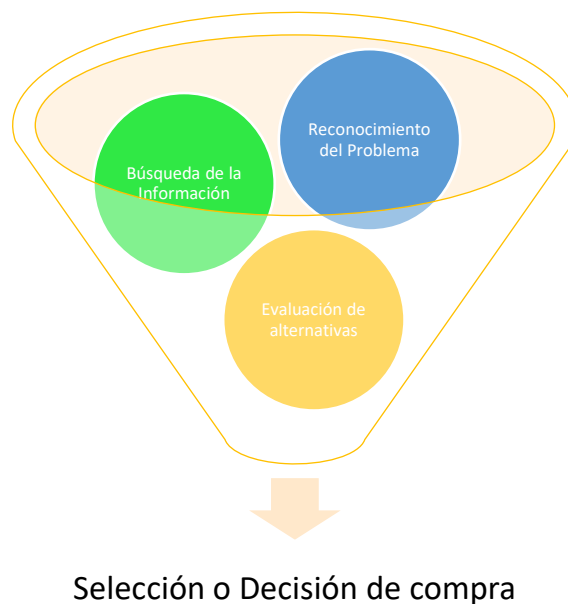 Reconocimiento
del Problema
Búsqueda de la
Información
Evaluación de
alternativas
Selección o Decisión de compra